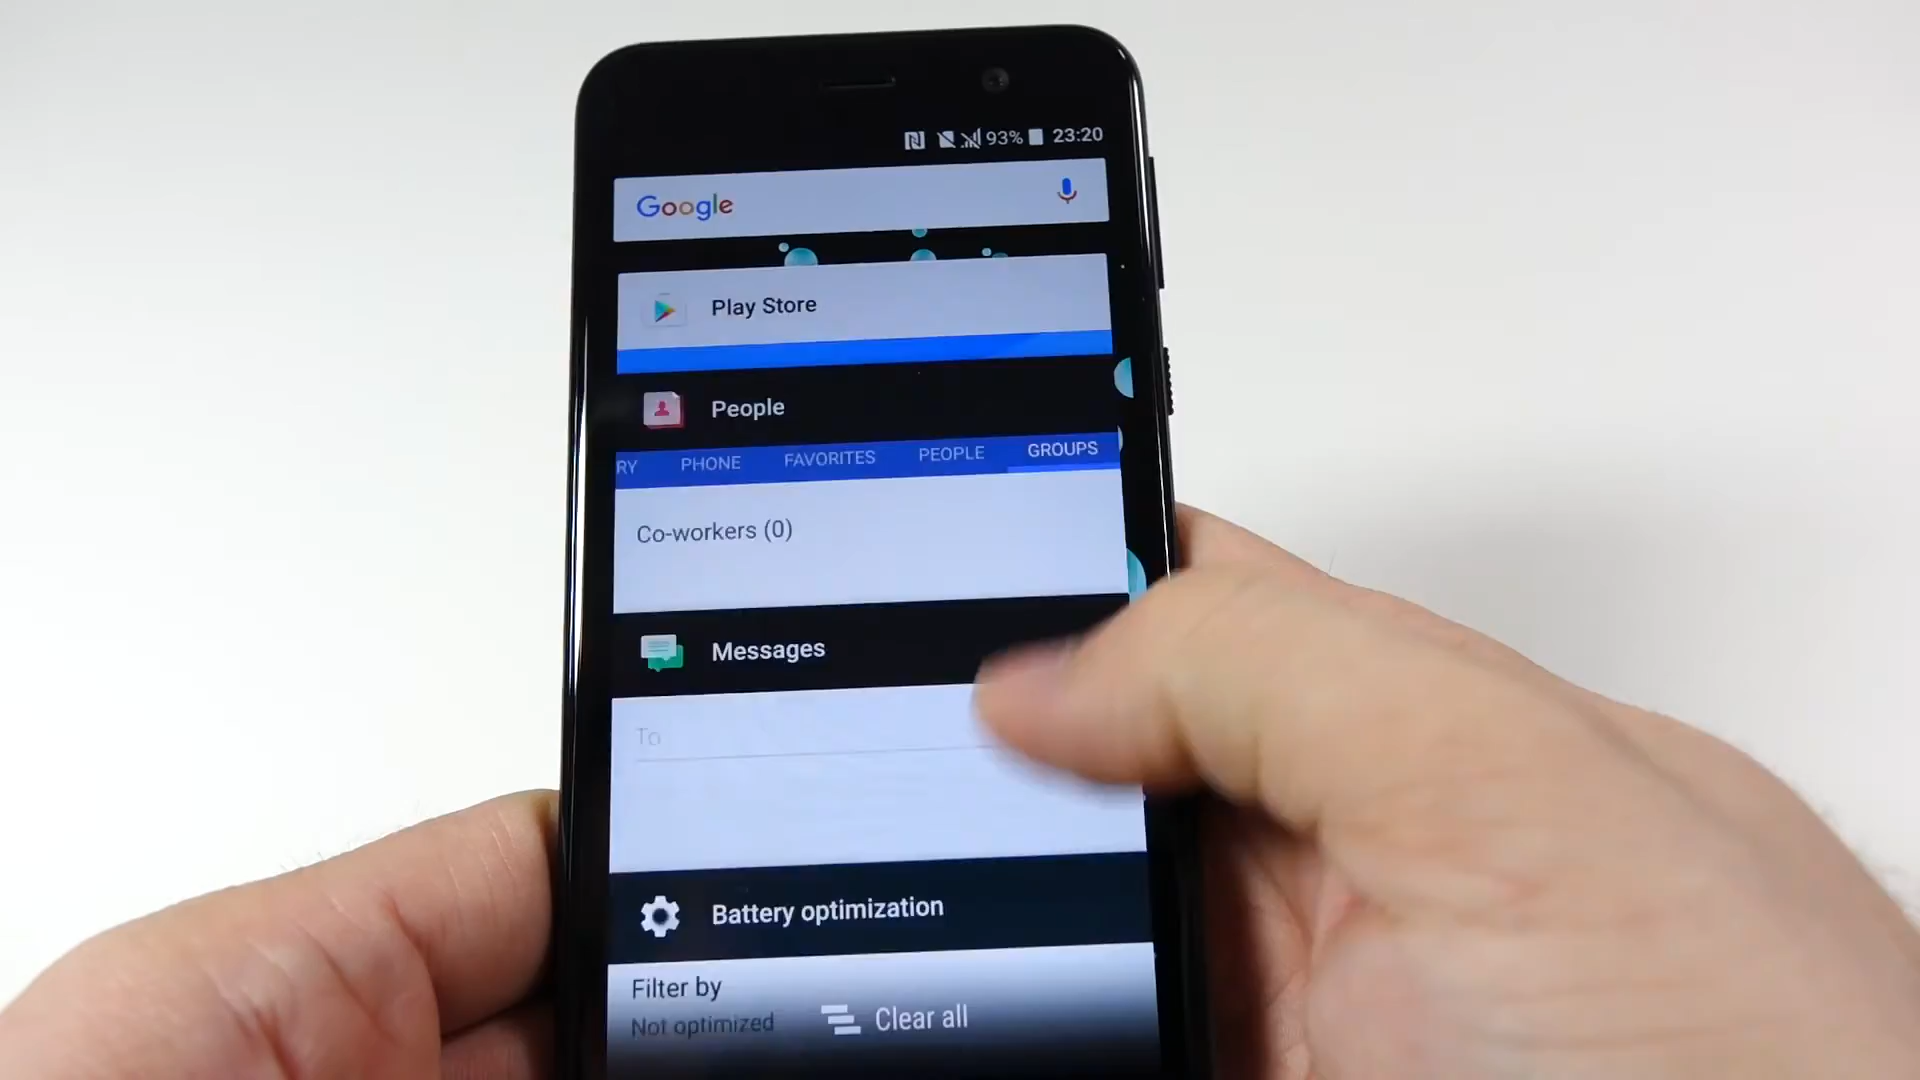 93% 23:20
Google
Play Store
People
RY PHONE FAVORITES PEOPLE GROUPS
Co-workers (0)
Messages
To
Battery optimization
Filter by
Not optimized
Clear all